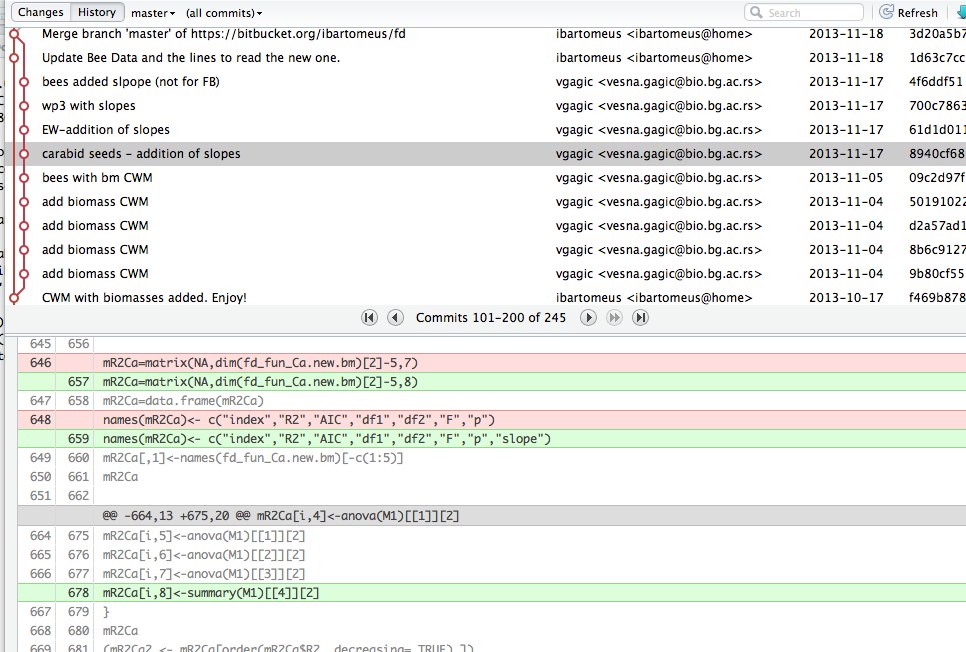 Changes History master (all commits) Search Refresh
Merge branch 'master' of https://bitbucket.org/ibartomeus/fd ibartomeus <ibartomeus@home> 2013-11-18 3d20a5b7
Update Bee Data and the lines to read the new one. ibartomeus <ibartomeus@home> 2013-11-18 1d63c7cc
bees added slpope (not for FB) vgagic <vesna.gagic@bio.bg.ac.rs> 2013-11-17 4f6ddf51
wp3 with slopes vgagic <vesna.gagic@bio.bg.ac.rs> 2013-11-17 700c7863
EW-addition of slopes vgagic <vesna.gagic@bio.bg.ac.rs> 2013-11-17 61d1d011
carabid seeds - addition of slopes vgagic <vesna.gagic@bio.bg.ac.rs> 2013-11-17 8940cf68
bees with bm CWM vgagic <vesna.gagic@bio.bg.ac.rs> 2013-11-05 09c2d97f
add biomass CWM vgagic <vesna.gagic@bio.bg.ac.rs> 2013-11-04 50191022
add biomass CWM vgagic <vesna.gagic@bio.bg.ac.rs> 2013-11-04 d2a57ad1
add biomass CWM vgagic <vesna.gagic@bio.bg.ac.rs> 2013-11-04 8b6c9127
add biomass CWM vgagic <vesna.gagic@bio.bg.ac.rs> 2013-11-04 9b80cf55
CWM with biomasses added. Enjoy! ibartomeus <ibartomeus@home> 2013-10-17 f469b878
Commits 101-200 of 245
645 656
646 mR2Ca=matrix(NA,dim(fd_fun_Ca.new.bm)[2]-5,7)
657 mR2Ca=matrix(NA,dim(fd_fun_Ca.new.bm)[2]-5,8)
647 658 mR2Ca=data.frame(mR2Ca)
648 names(mR2Ca)<- c("index","R2","AIC","df1","df2","F","p")
659 names(mR2Ca)<- c("index","R2","AIC","df1","df2","F","p","slope")
649 660 mR2Ca[,1]<-names(fd_fun_Ca.new.bm)[-c(1:5)]
650 661 mR2Ca
651 662
@@ -664,13 +675,20 @@ mR2Ca[i,4]<-anova(M1)[[1]][2]
664 675 mR2Ca[i,5]<-anova(M1)[[1]][2]
665 676 mR2Ca[i,6]<-anova(M1)[[2]][2]
666 677 mR2Ca[i,7]<-anova(M1)[[3]][2]
678 mR2Ca[i,8]<-summary(M1)[[4]][2]
667 679 }
668 680 mR2Ca
669 681 (mR2Ca2 <- mR2Ca[order(mR2Ca$R2, decreasing= TRUE),])